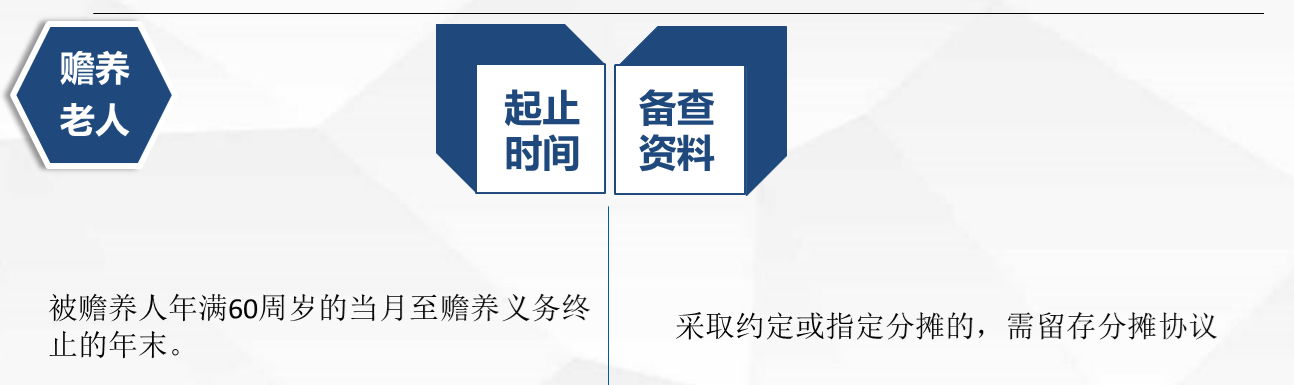 赡养
老人
起止
时间
备查
资料
被赡养人年满60周岁的当月至赡养义务终
止的年末。
采取约定或指定分摊的，需留存分摊协议